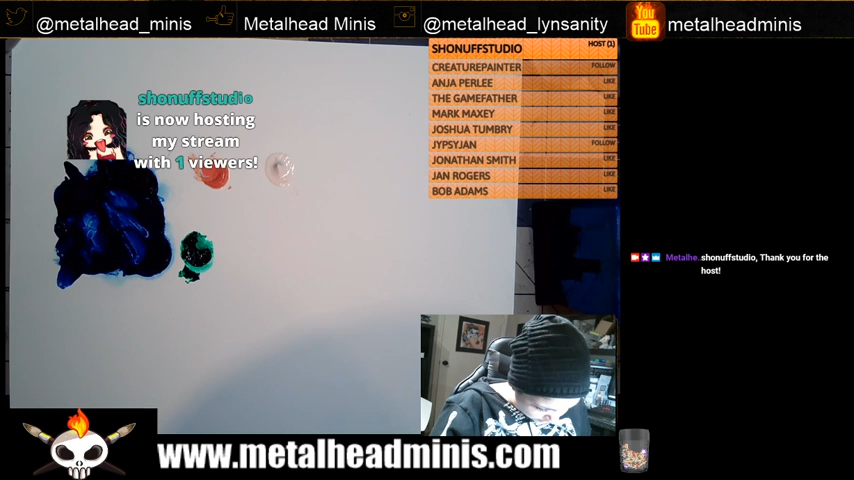 @metalhead_minis
Metalhead Minis
@metalhead_lynsanity
You
Tube
metalheadminis
SHONUFFSTUDIO HOST (1)
CREATUREPAINTER FOLLOW
ANJA PERLEE LIKE
THE GAMEFATHER LIKE
MARK MAXEY LIKE
JOSHUA TUMBRY LIKE
JYPSYJAN FOLLOW
JONATHAN SMITH LIKE
JAN ROGERS LIKE
BOB ADAMS LIKE
shonuffstudio
is now hosting
my stream
with 1 viewers!
Metalhe. shonuffstudio, Thank you for the
host!
www.metalheadminis.com